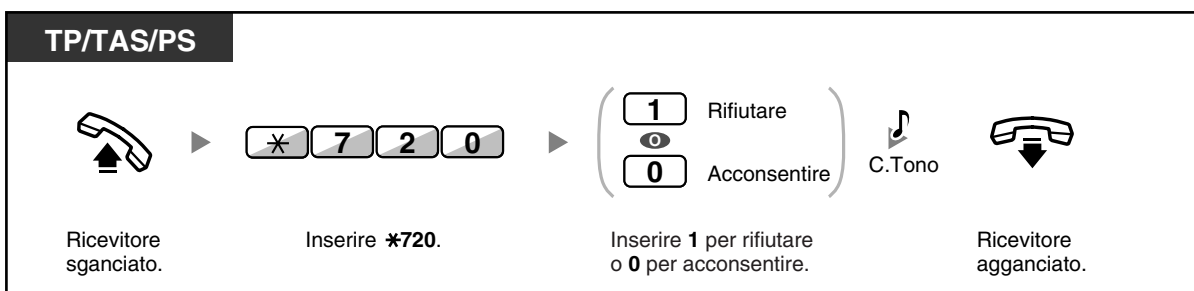 TP/TAS/PS
1 Rifiutare
* 7 2 0
o
0 Acconsentire
C.Tono
Ricevitore
sganciato.
Inserire *720.
Inserire 1 per rifiutare
o 0 per acconsentire.
Ricevitore
agganciato.